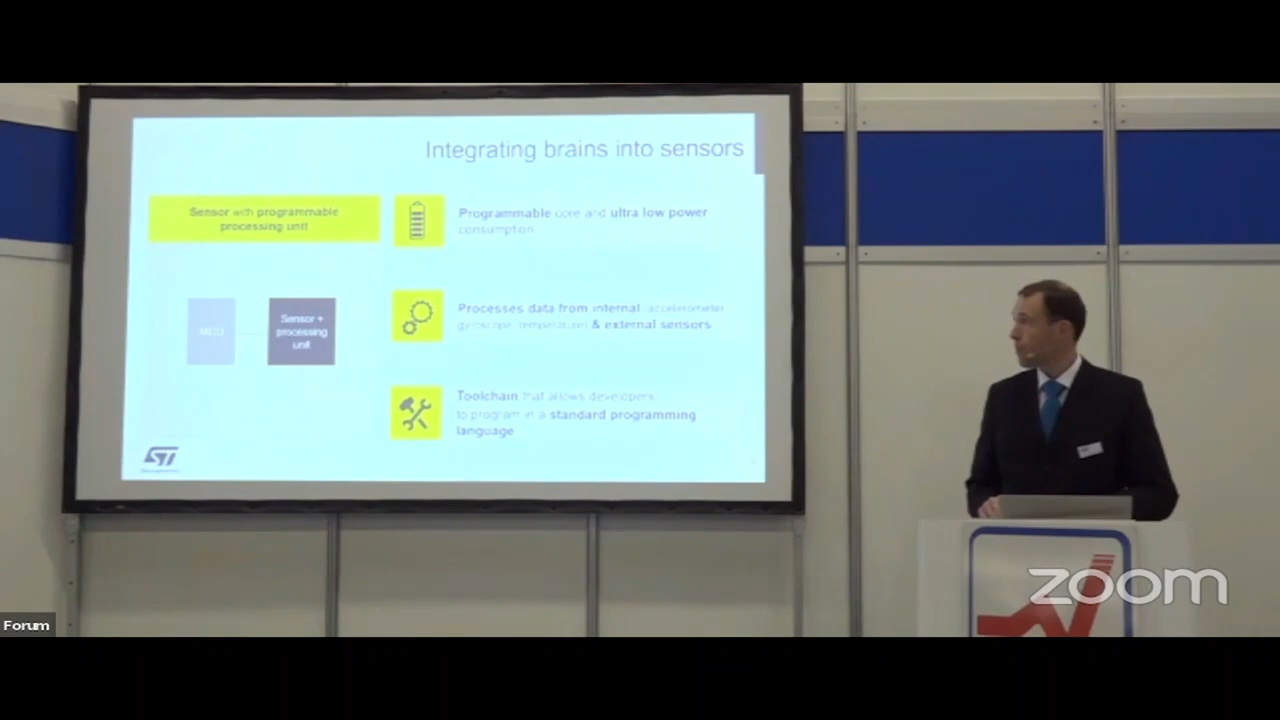 Integrating brains into sensors
Sensor with programmable
processing unit
Programmable core and ultra low power
consumption
Sensor +
processing
unit
Processes data from internal (accelerometer,
gyroscope, temperature) & external sensors
Toolchain that allows developers
to program in a standard programming
language
ST
zoom
Forum